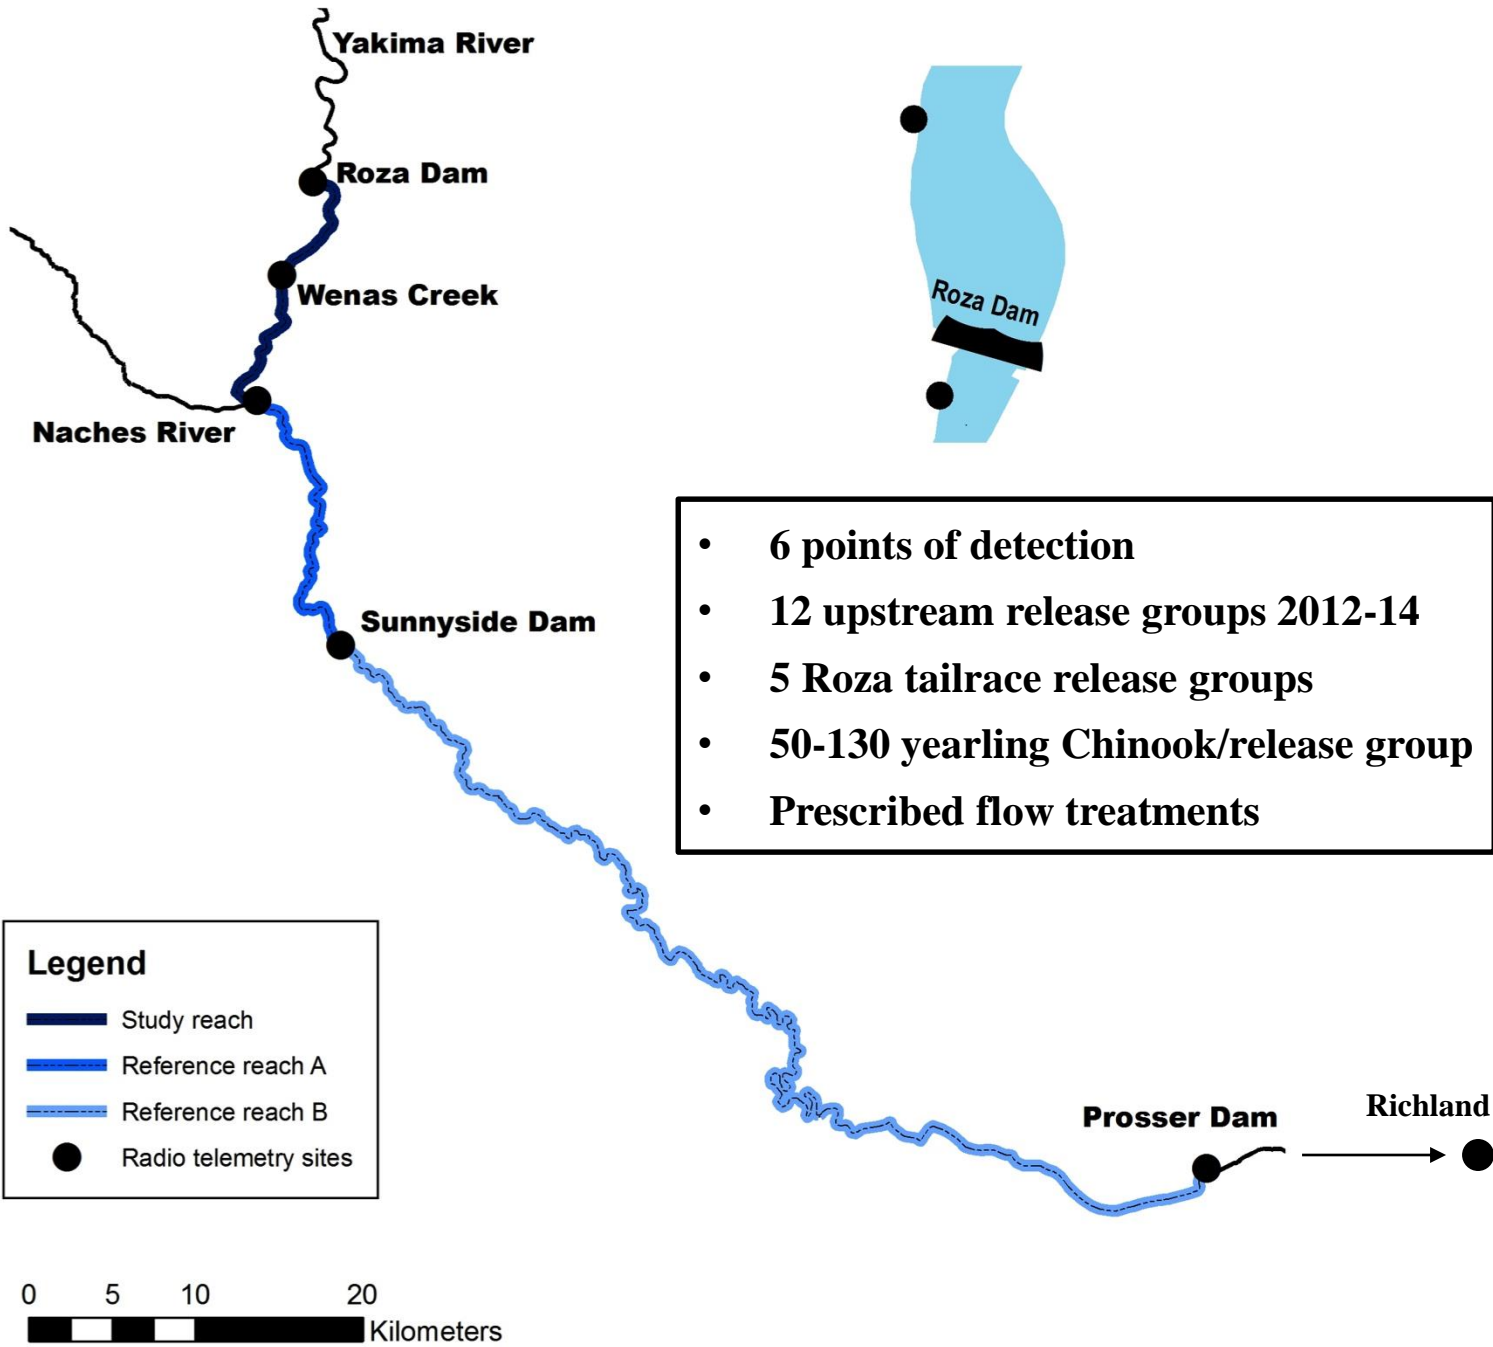 Yakima River
Roza Dam
Wenas Creek
Naches River
Sunnyside Dam
Roza Dam
• 6 points of detection
• 12 upstream release groups 2012-14
• 5 Roza tailrace release groups
• 50-130 yearling Chinook/release group
• Prescribed flow treatments
Legend
Study reach
Reference reach A
Reference reach B
Radio telemetry sites
Prosser Dam
Richland
0 5 10 20
Kilometers